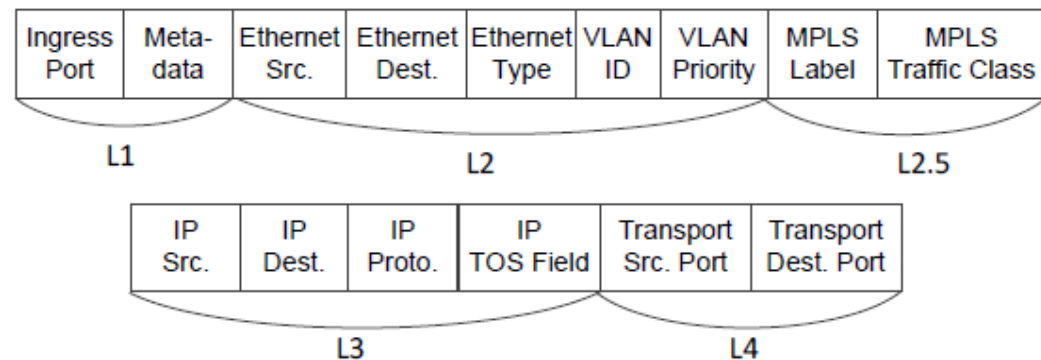 Ingress Meta- Ethernet Ethernet Ethernet VLAN VLAN MPLS MPLS
Port data Src. Dest. Type ID Priority Label Traffic Class
L1 L2 L2.5
IP IP IP IP Transport Transport
Src. Dest. Proto. TOS Field Src. Port Dest. Port
L3 L4